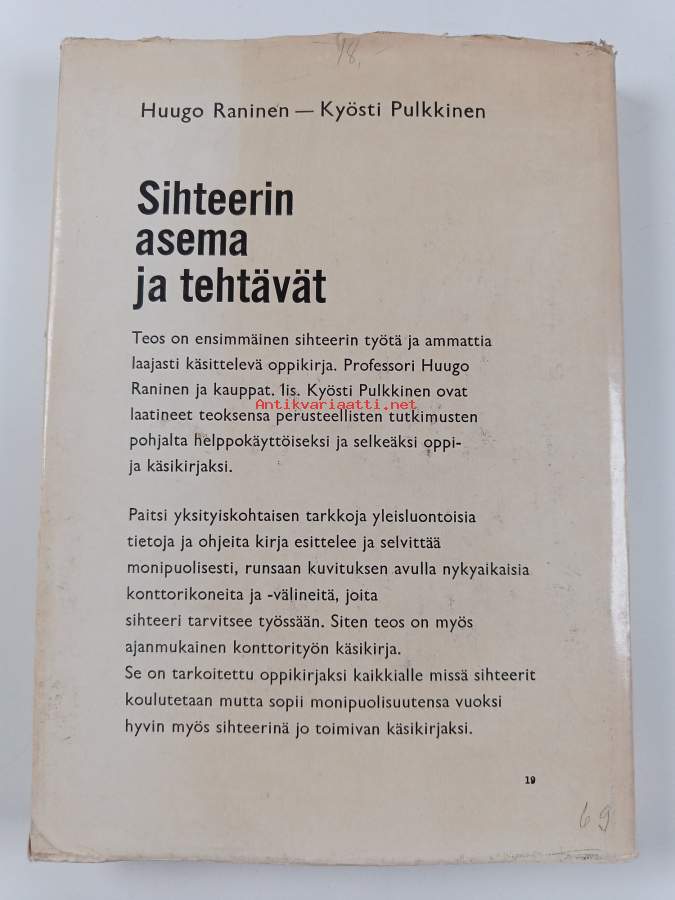 18,
Huugo Raninen — Kyösti Pulkkinen
Sihteerin
asema
ja tehtävät
Teos on ensimmäinen sihteerin työtä ja ammattia
laajasti käsittelevä oppikirja. Professori Huugo
Raninen ja kauppat. lis. Kyösti Pulkkinen ovat
Antikvariaatti.net
laatineet teoksensa perusteellisten tutkimusten
pohjalta helppokäyttöiseksi ja selkeäksi oppi-
ja käsikirjaksi.
Paitsi yksityiskohtaisen tarkkoja yleisluontoisia
tietoja ja ohjeita kirja esittelee ja selvittää
monipuolisesti, runsaan kuvituksen avulla nykyaikaisia
konttorikoneita ja -välineitä, joita
sihteeri tarvitsee työssään. Siten teos on myös
ajanmukainen konttorityön käsikirja.
Se on tarkoitettu oppikirjaksi kaikkialle missä sihteerit
koulutetaan mutta sopii monipuolisuutensa vuoksi
hyvin myös sihteerinä jo toimivan käsikirjaksi.
19
69